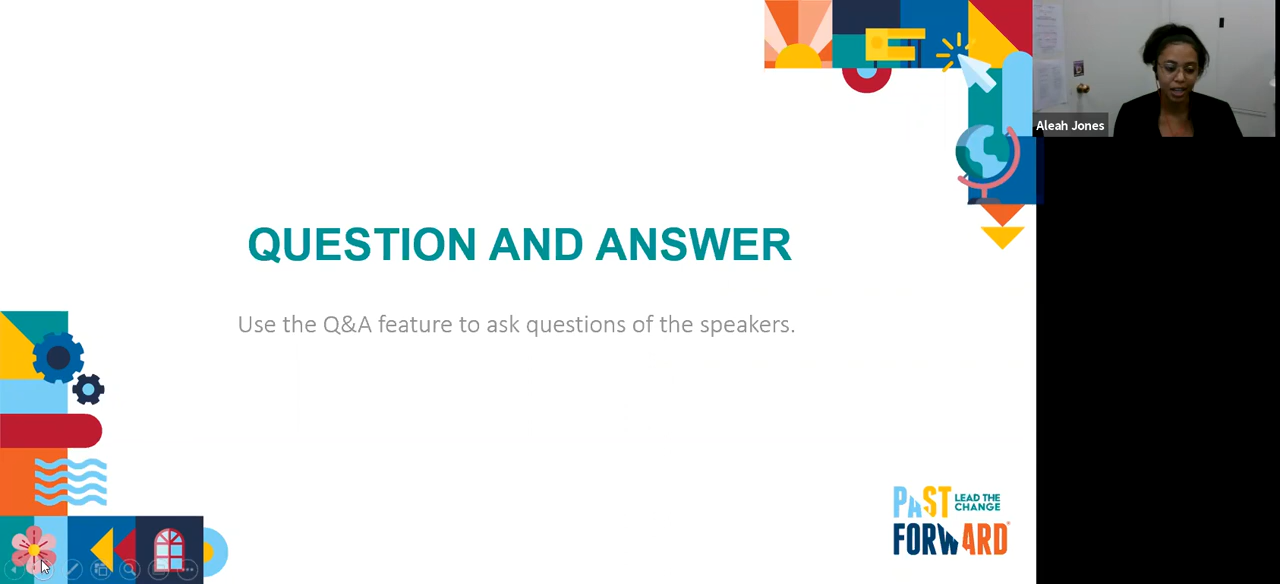 Aleah Jones
QUESTION AND ANSWER
Use the Q&A feature to ask questions of the speakers.
PAST LEAD THE
CHANGE
FORWARD®